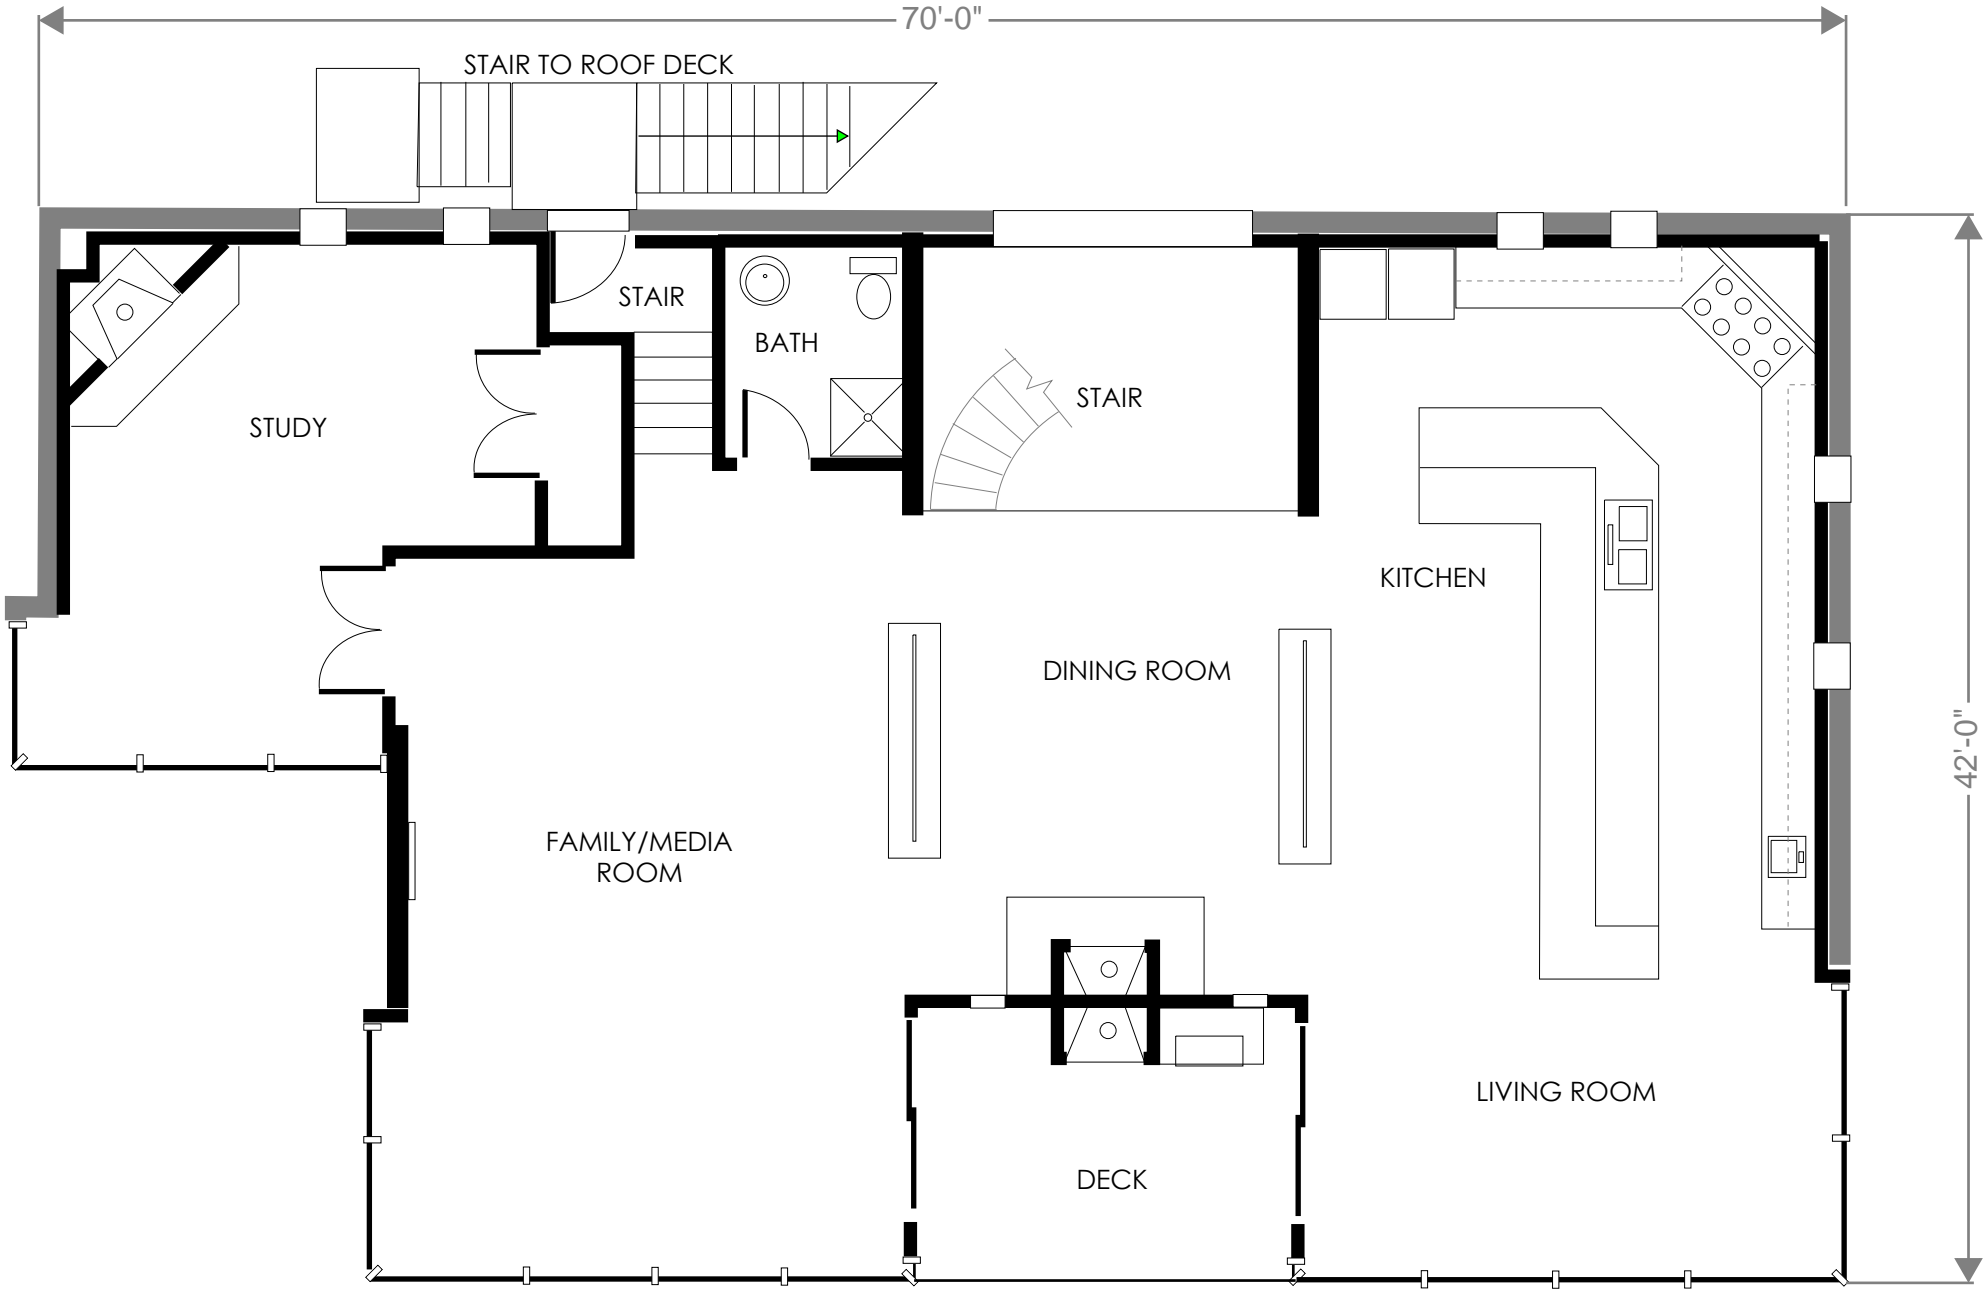 70'-0"
STAIR TO ROOF DECK
STAIR
BATH
STAIR
STUDY
KITCHEN
DINING ROOM
42'-0"
FAMILY/MEDIA
ROOM
LIVING ROOM
DECK